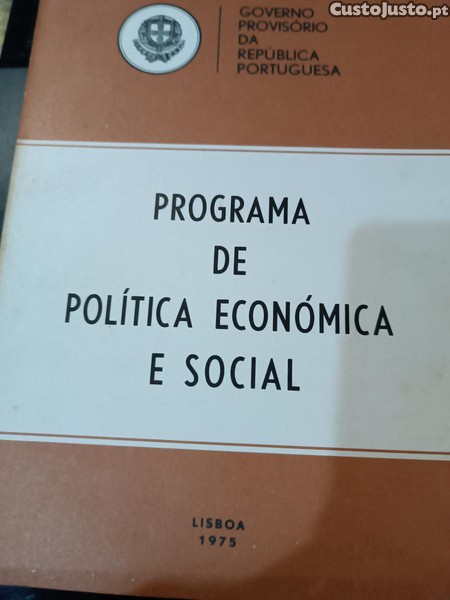 CustoJusto.pt
GOVERNO
PROVISÓRIO
DA
REPÚBLICA
PORTUGUESA
PROGRAMA
DE
POLÍTICA ECONÓMICA
E SOCIAL
LISBOA
1975